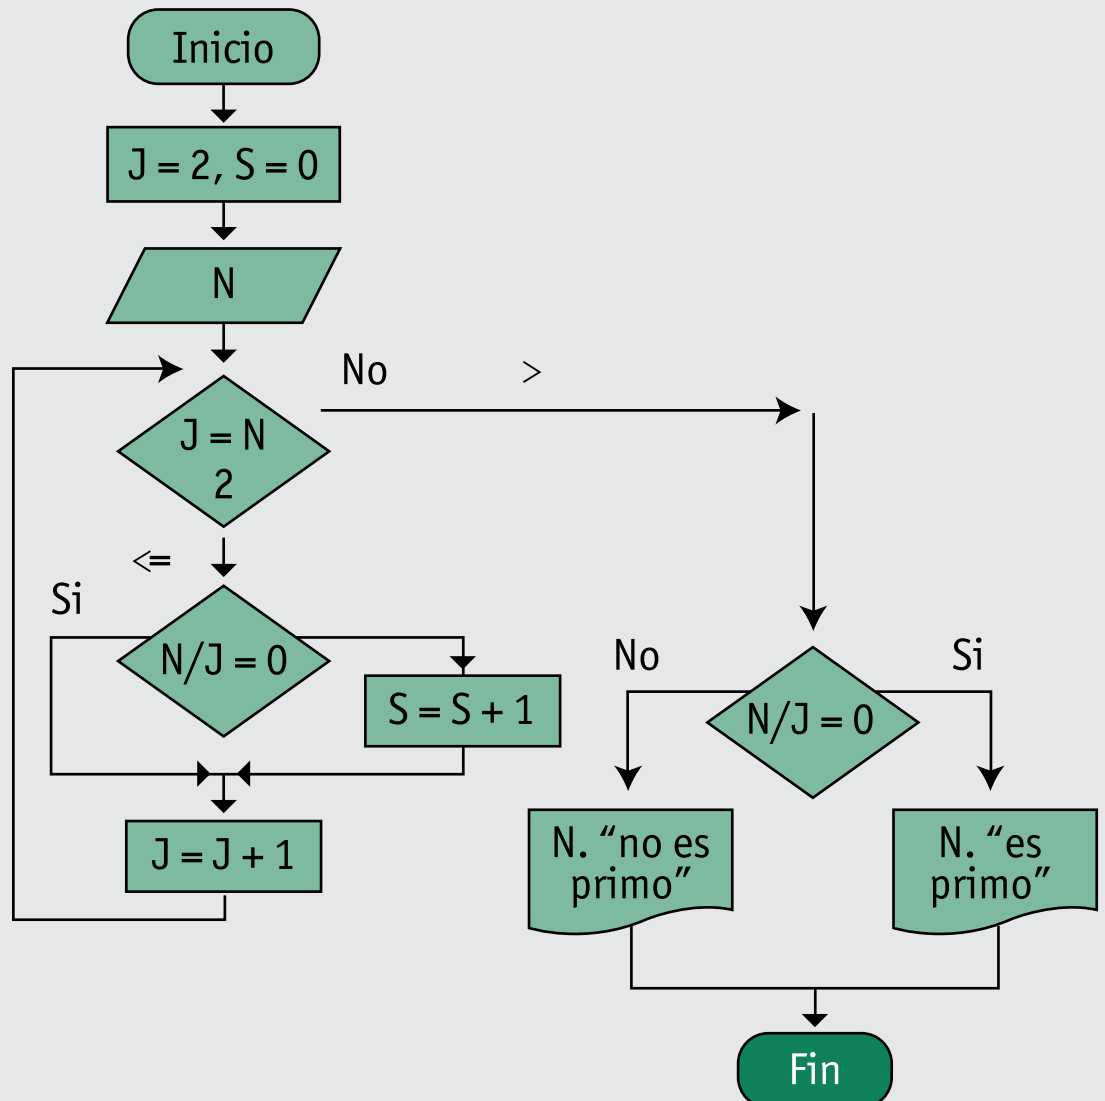 Inicio
J = 2, S = 0
N
No >
J = N
2
<=
Si
N/J = 0
S = S + 1
J = J + 1
No
Si
N/J = 0
N. “no es
primo”
N. “es
primo”
Fin